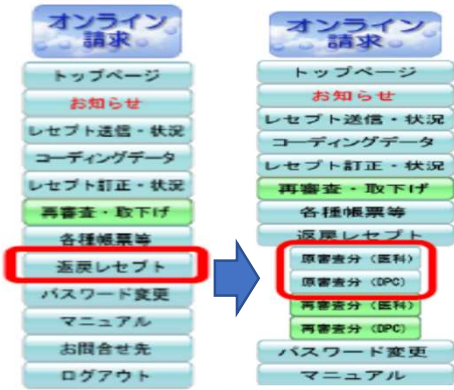 オンライン
請求
トップページ
お知らせ
レセプト送信・状況
コーディングデータ
レセプト訂正・状況
再審査・取下げ
各種帳票等
返戻レセプト
パスワード変更
マニュアル
お問合せ先
ログアウト
オンライン
請求
トップページ
お知らせ
レセプト送信・状況
コーディングデータ
レセプト訂正・状況
再審査・取下げ
各種帳票等
返戻レセプト
原審査分（医科）
原審査分（DPC）
再審査分（医科）
再審査分（DPC）
パスワード変更
マニュアル